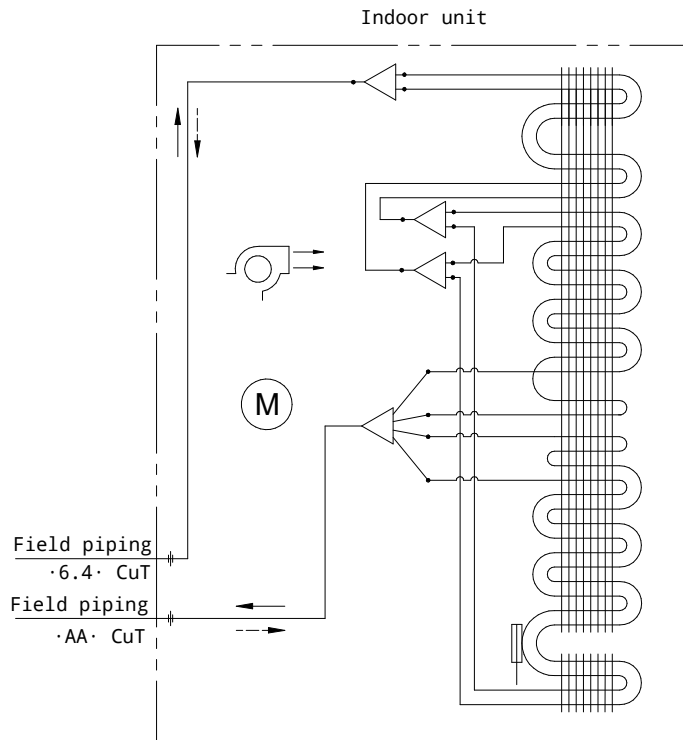 Indoor unit
M
Field piping
·6.4· CuT
Field piping
·AA· CuT